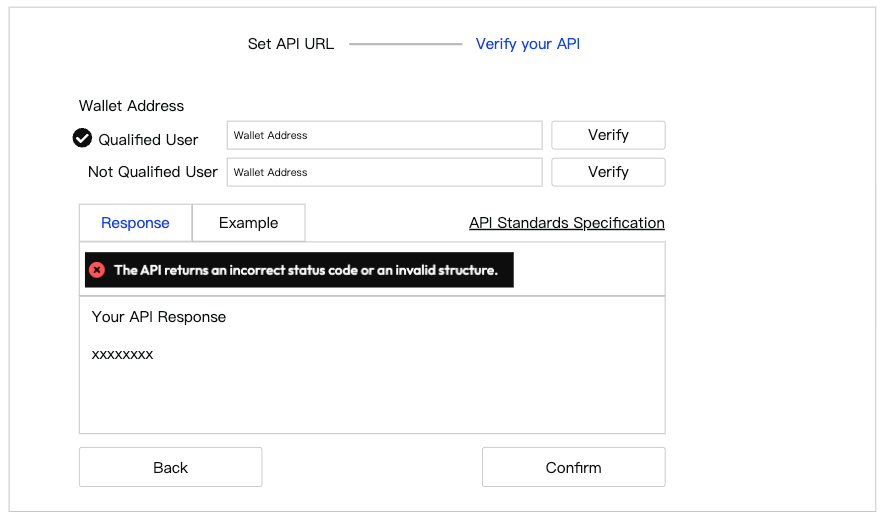 Set API URL Verify your API
Wallet Address
Qualified User Wallet Address Verify
Not Qualified User Wallet Address Verify
Response Example API Standards Specification
The API returns an incorrect status code or an invalid structure.
Your API Response
xxxxxxxx
Back Confirm